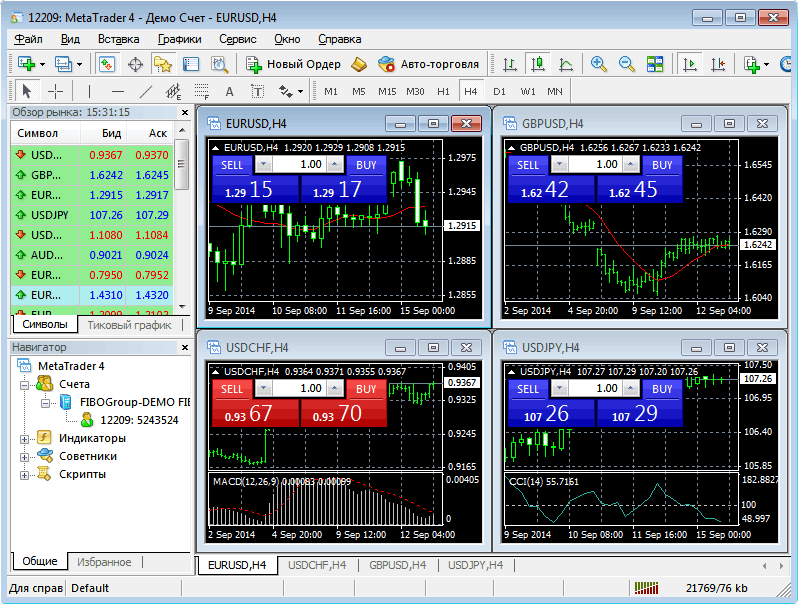 12209: MetaTrader 4 - Демо Счет - EURUSD,H4
Файл Вид Вставка Графики Сервис Окно Справка
Новый Ордер Авто-торговля
A T M1 M5 M15 M30 H1 H4 D1 W1 MN
Обзор рынка: 15:31:15
Символ Бид Аск
USD... 0.9367 0.9370
GBP... 1.6242 1.6245
EUR... 1.2915 1.2917
USDJPY 107.26 107.29
USD... 1.1080 1.1084
AUD... 0.9021 0.9024
EUR... 0.7950 0.7952
EUR... 1.4310 1.4320
Символы Тиковый график
Навигатор
MetaTrader 4
Счета
FIBOGroup-DEMO FIB
12209: 5243524
Индикаторы
Советники
Скрипты
Общие Избранное
EURUSD,H4
EURUSD,H4 1.2920 1.2929 1.2908 1.2915
SELL 1.00 BUY
1.29 15 1.29 17
1.2975
1.2945
1.2915
1.2885
1.2855
9 Sep 2014 10 Sep 08:00 11 Sep 16:00 15 Sep 00:00
GBPUSD,H4
GBPUSD,H4 1.6256 1.6267 1.6233 1.6242
SELL 1.00 BUY
1.62 42 1.62 45
1.6545
1.6420
1.6290
1.6242
1.6165
1.6040
2 Sep 2014 4 Sep 20:00 9 Sep 12:00 12 Sep 04:00
USDCHF,H4
USDCHF,H4 0.9364 0.9371 0.9355 0.9367
SELL 1.00 BUY
0.93 67 0.93 70
0.9405
0.9367
0.9325
0.9245
0.9165
MACD(12,26,9) 0.00083 0.00099
0.00405
0
2 Sep 2014 4 Sep 20:00 9 Sep 12:00 12 Sep 04:00
USDJPY,H4
USDJPY,H4 107.27 107.29 107.20 107.26
SELL 1.00 BUY
107 26 107 29
107.50
107.26
106.95
106.40
105.85
CCI(14) 55.7161
182.8827
100
48.997
9 Sep 2014 10 Sep 08:00 11 Sep 16:00 15 Sep 00:00
EURUSD,H4 USDCHF,H4 GBPUSD,H4 USDJPY,H4
Для справ Default 21769/76 kb